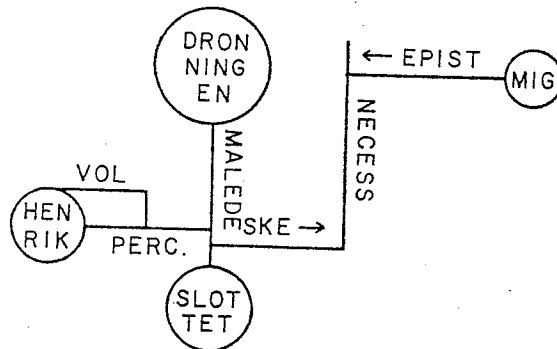 DRON
NING
EN
← EPIST
MIG
NECESS
MALEDE
VOL
HEN
RIK
PERC.
SKE →
SLOT
TET